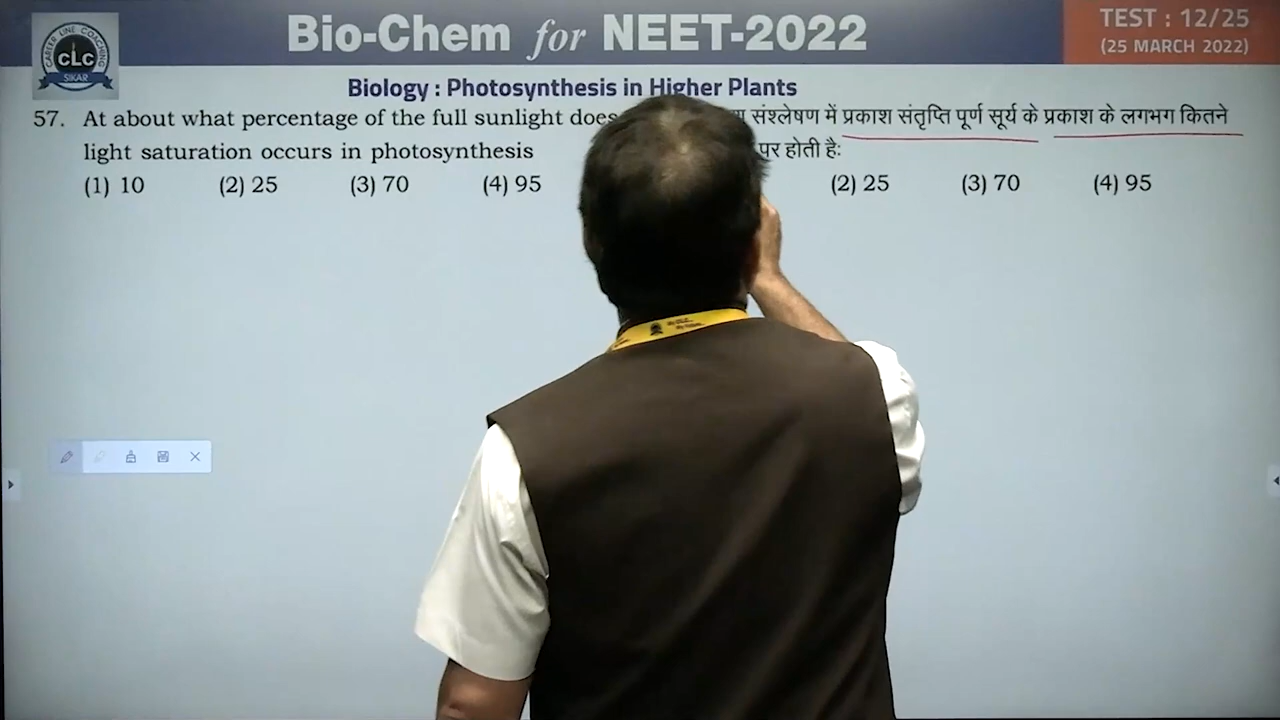 Bio-Chem for NEET-2022
TEST : 12/25
(25 MARCH 2022)
CAREER LINE COACHING
CLC
SIKAR
Biology : Photosynthesis in Higher Plants
57. At about what percentage of the full sunlight does
light saturation occurs in photosynthesis
(1) 10 (2) 25 (3) 70 (4) 95
संश्लेषण में प्रकाश संतृप्ति पूर्ण सूर्य के प्रकाश के लगभग कितने
पर होती है:
(2) 25 (3) 70 (4) 95